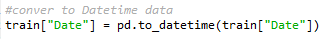 #conver to Datetime data
train["Date"] = pd.to_datetime(train["Date"])